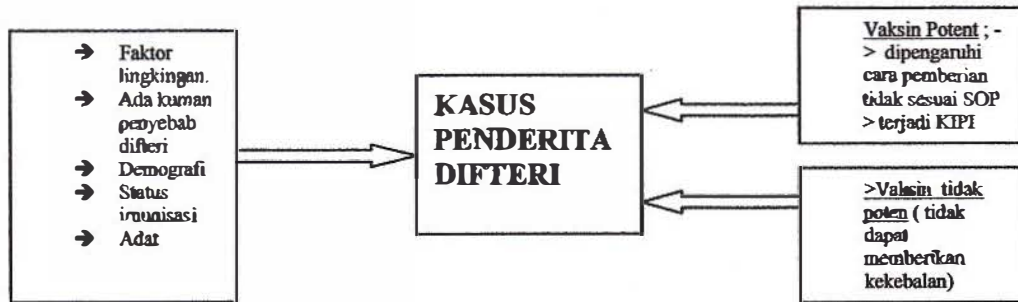 ➔ Faktor
lingkingan.
➔ Ada kuman
penyebab
difteri
➔ Demografi
➔ Status
imunisasi
➔ Adat
KASUS
PENDERITA
DIFTERI
Vaksin Potent ; -
> dipengaruhi
cara pemberian
tidak sesuai SOP
> terjadi KIPI
>Vaksin tidak
poten ( tidak
dapat
memberikan
kekebalan)